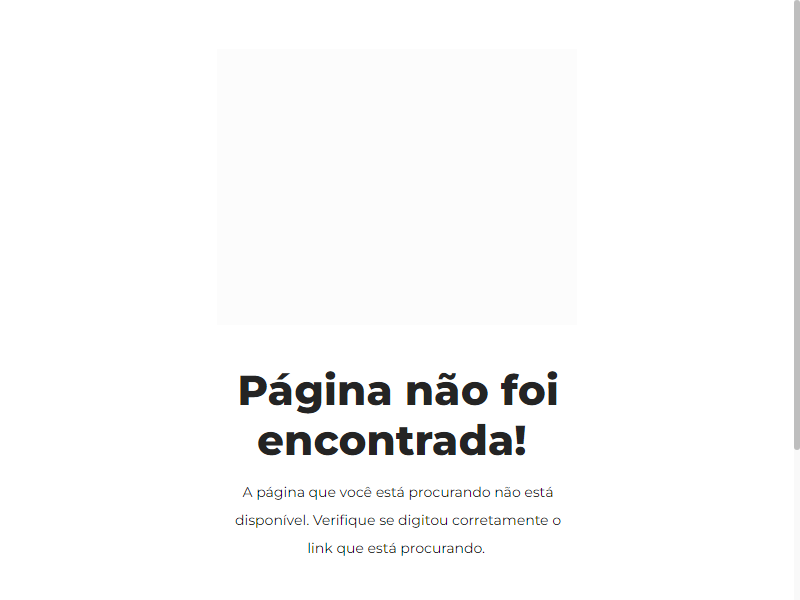 Página não foi
encontrada!
A página que você está procurando não está
disponível. Verifique se digitou corretamente o
link que está procurando.